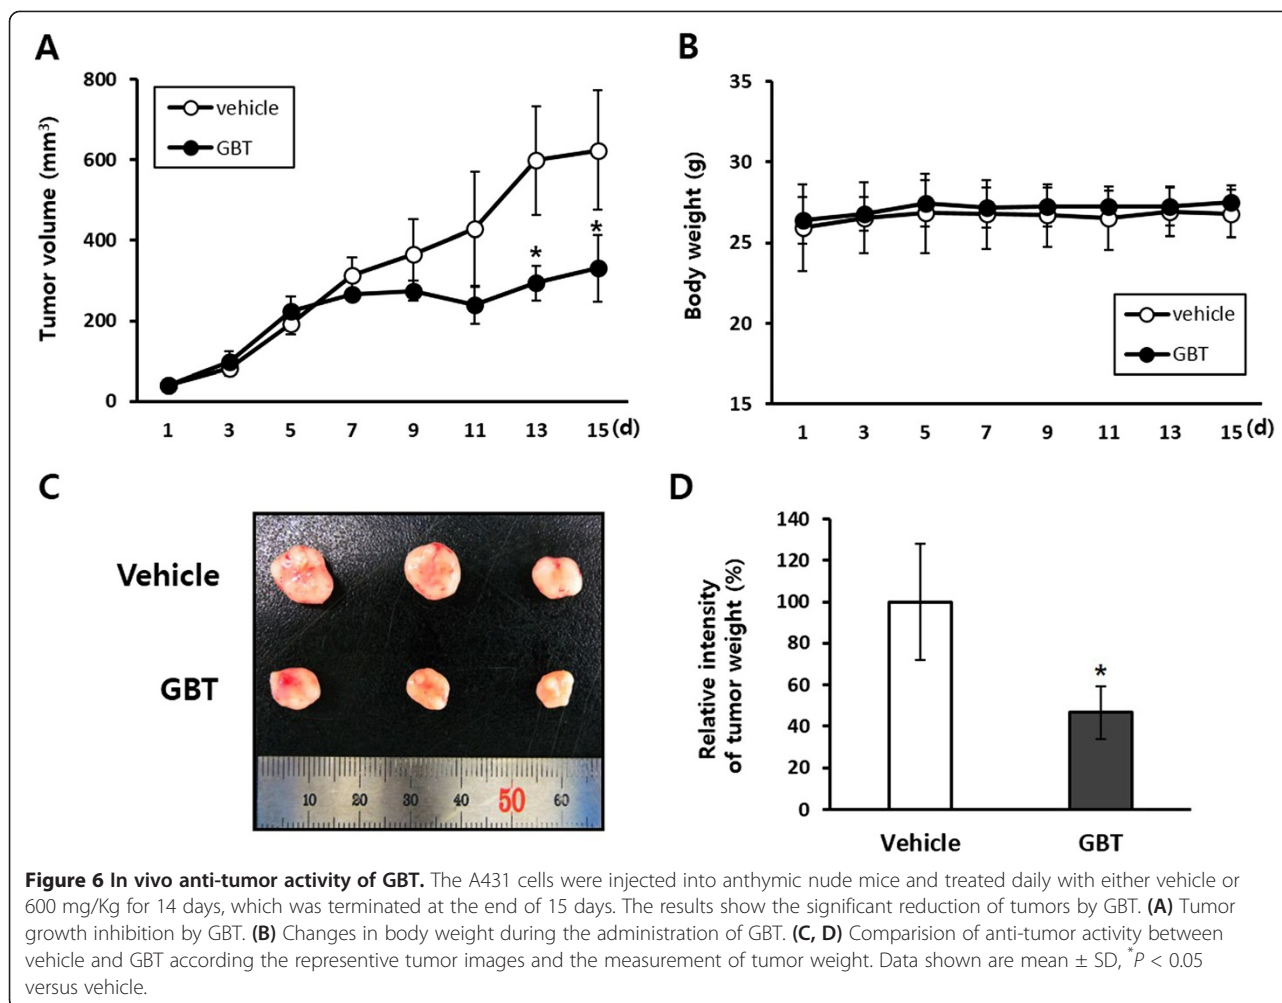 A
Tumor volume (mm³)
800
600
400
200
0
vehicle
GBT
*
*
1 3 5 7 9 11 13 15 (d)
B
Body weight (g)
35
31
27
23
19
15
vehicle
GBT
1 3 5 7 9 11 13 15 (d)
C
Vehicle
GBT
10 20 30 40 50 60
D
Relative intensity
of tumor weight (%)
140
120
100
80
60
40
20
0
*
Vehicle GBT
Figure 6 In vivo anti-tumor activity of GBT. The A431 cells were injected into anthymic nude mice and treated daily with either vehicle or
600 mg/Kg for 14 days, which was terminated at the end of 15 days. The results show the significant reduction of tumors by GBT. (A) Tumor
growth inhibition by GBT. (B) Changes in body weight during the administration of GBT. (C, D) Comparision of anti-tumor activity between
vehicle and GBT according the representive tumor images and the measurement of tumor weight. Data shown are mean ± SD, *P < 0.05
versus vehicle.